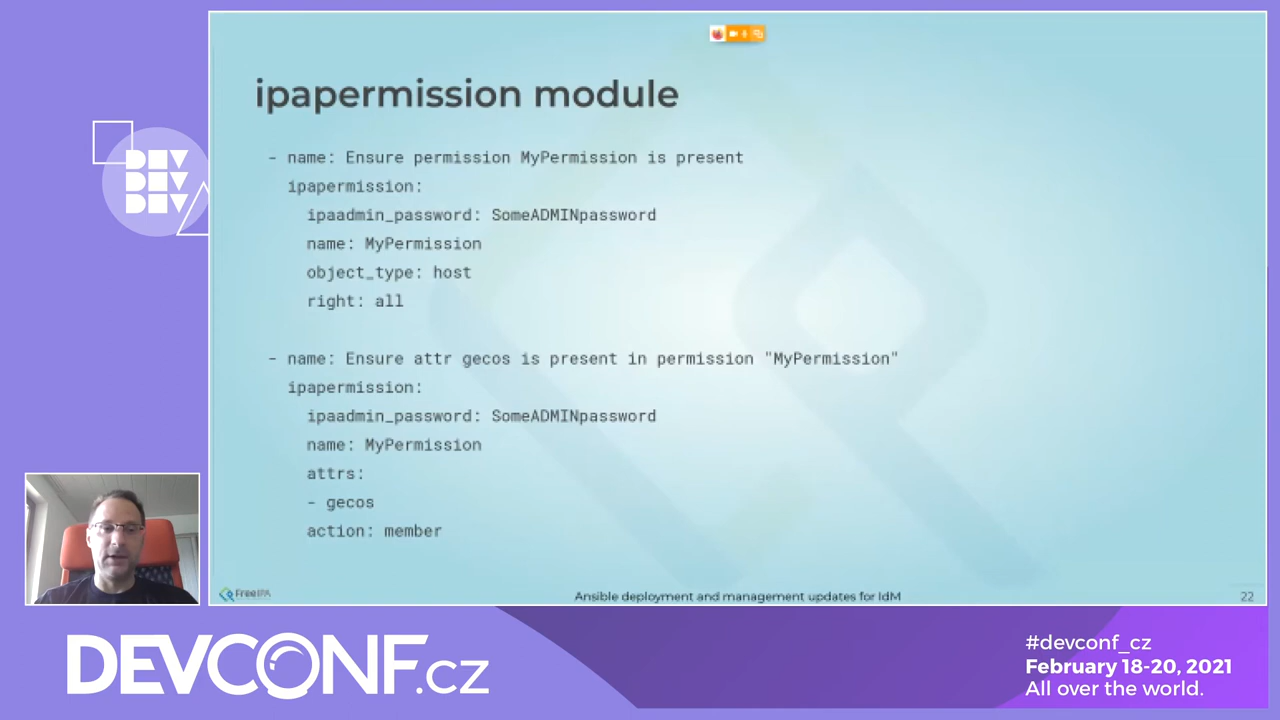 ipapermission module
- name: Ensure permission MyPermission is present
ipapermission:
ipaadmin_password: SomeADMINpassword
name: MyPermission
object_type: host
right: all
- name: Ensure attr gecos is present in permission "MyPermission"
ipapermission:
ipaadmin_password: SomeADMINpassword
name: MyPermission
attrs:
- gecos
action: member
FreeIPA
Ansible deployment and management updates for IdM
22
DEV
DEV
DEV
DEVCONF.cz
#devconf_cz
February 18-20, 2021
All over the world.